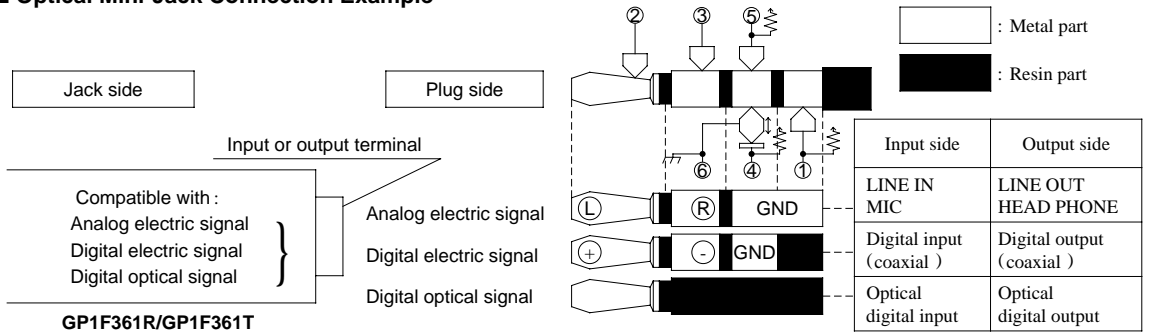 Optical Mini-Jack Connection Example
② ③ ⑤
: Metal part
: Resin part
Jack side
Plug side
Input or output terminal
⑥ ④ ①
Compatible with :
Analog electric signal
Digital electric signal
Digital optical signal
}
GP1F361R/GP1F361T
Analog electric signal
Digital electric signal
Digital optical signal
L R GND
+ - GND
Input side Output side
LINE IN LINE OUT
MIC HEAD PHONE
Digital input Digital output
(coaxial ) (coaxial )
Optical Optical
digital input digital output